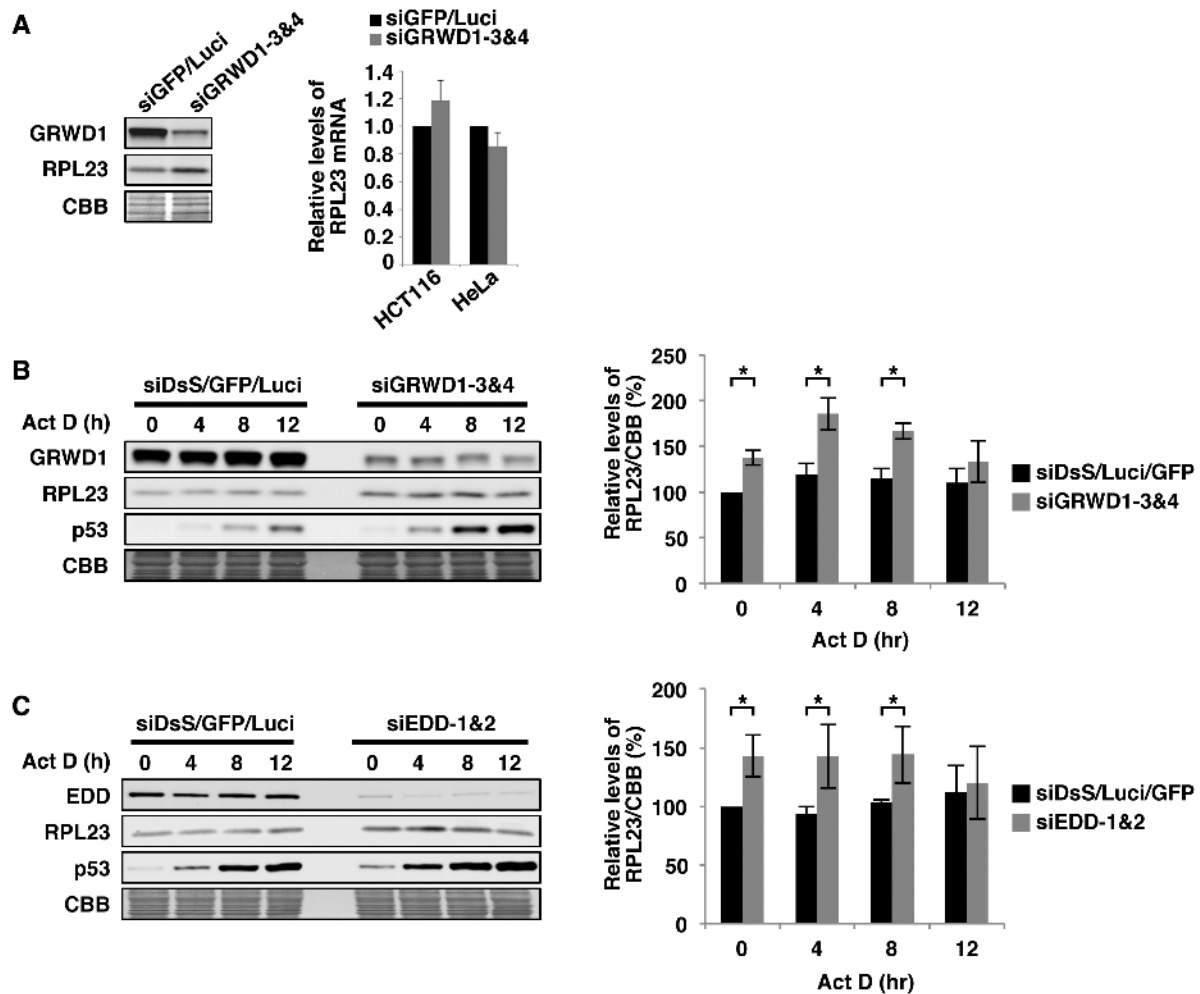 A
siGFP/Luci
siGRWD1-3&4
GRWD1
RPL23
CBB
siGFP/Luci
siGRWD1-3&4
Relative levels of
RPL23 mRNA
1.4
1.2
1.0
0.8
0.6
0.4
0.2
0
HCT116
HeLa
B
siDsS/GFP/Luci siGRWD1-3&4
Act D (h) 0 4 8 12 0 4 8 12
GRWD1
RPL23
p53
CBB
Relative levels of
RPL23/CBB (%)
250
200
150
100
50
0
* * *
0 4 8 12
Act D (hr)
siDsS/Luci/GFP
siGRWD1-3&4
C
siDsS/GFP/Luci siEDD-1&2
Act D (h) 0 4 8 12 0 4 8 12
EDD
RPL23
p53
CBB
Relative levels of
RPL23/CBB (%)
200
150
100
50
0
* * *
0 4 8 12
Act D (hr)
siDsS/Luci/GFP
siEDD-1&2